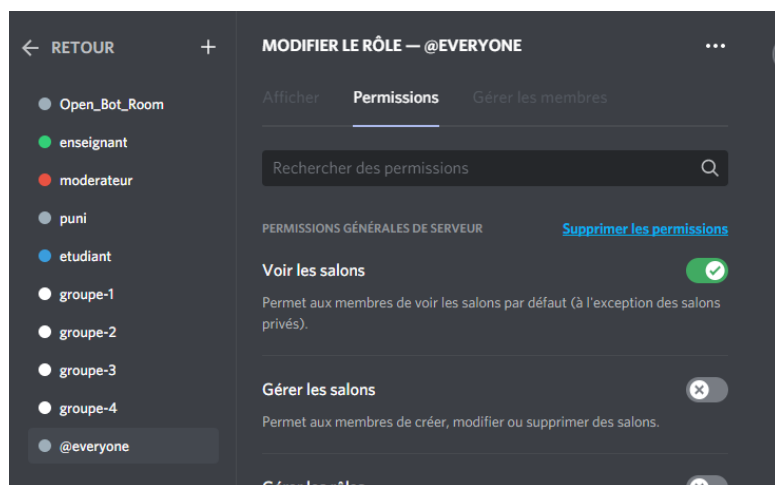 RETOUR
+
Open_Bot_Room
enseignant
moderateur
puni
etudiant
groupe-1
groupe-2
groupe-3
groupe-4
@everyone
MODIFIER LE RÔLE — @EVERYONE
Afficher Permissions Gérer les membres
Rechercher des permissions
PERMISSIONS GÉNÉRALES DE SERVEUR Supprimer les permissions
Voir les salons
Permet aux membres de voir les salons par défaut (à l'exception des salons
privés).
Gérer les salons
Permet aux membres de créer, modifier ou supprimer des salons.
Gérer les rôles